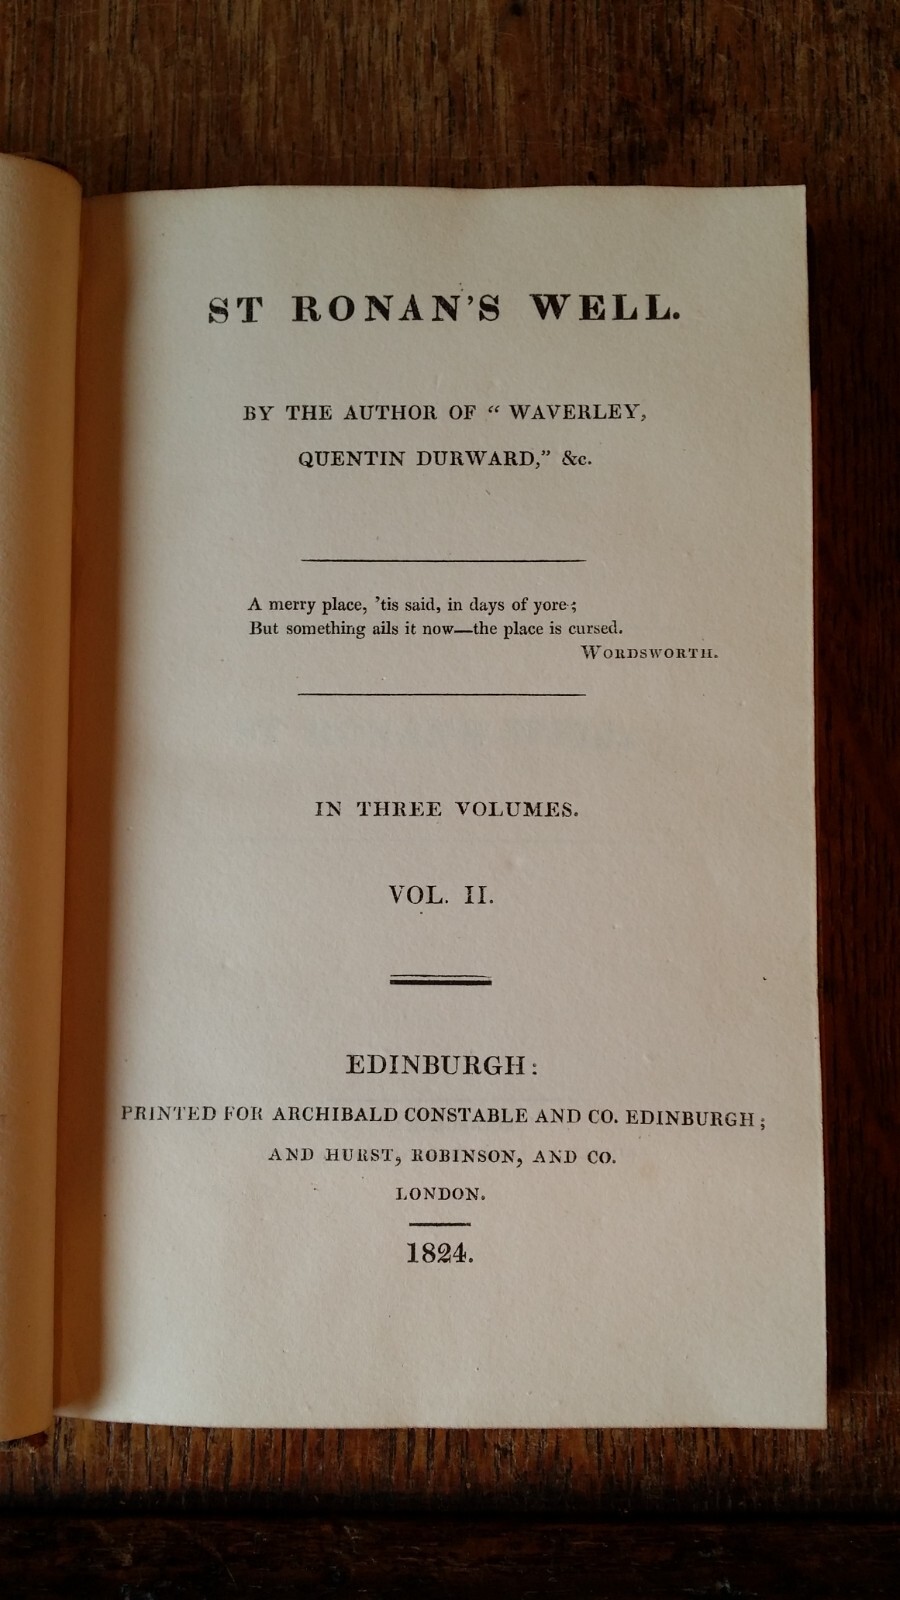 ST RONAN'S WELL.
BY THE AUTHOR OF “ WAVERLEY,
QUENTIN DURWARD,” &c.
A merry place, ’tis said, in days of yore ;
But something ails it now—the place is cursed.
WORDSWORTH.
IN THREE VOLUMES.
VOL. II.
EDINBURGH:
PRINTED FOR ARCHIBALD CONSTABLE AND CO. EDINBURGH ;
AND HURST, ROBINSON, AND CO.
LONDON.
1824.